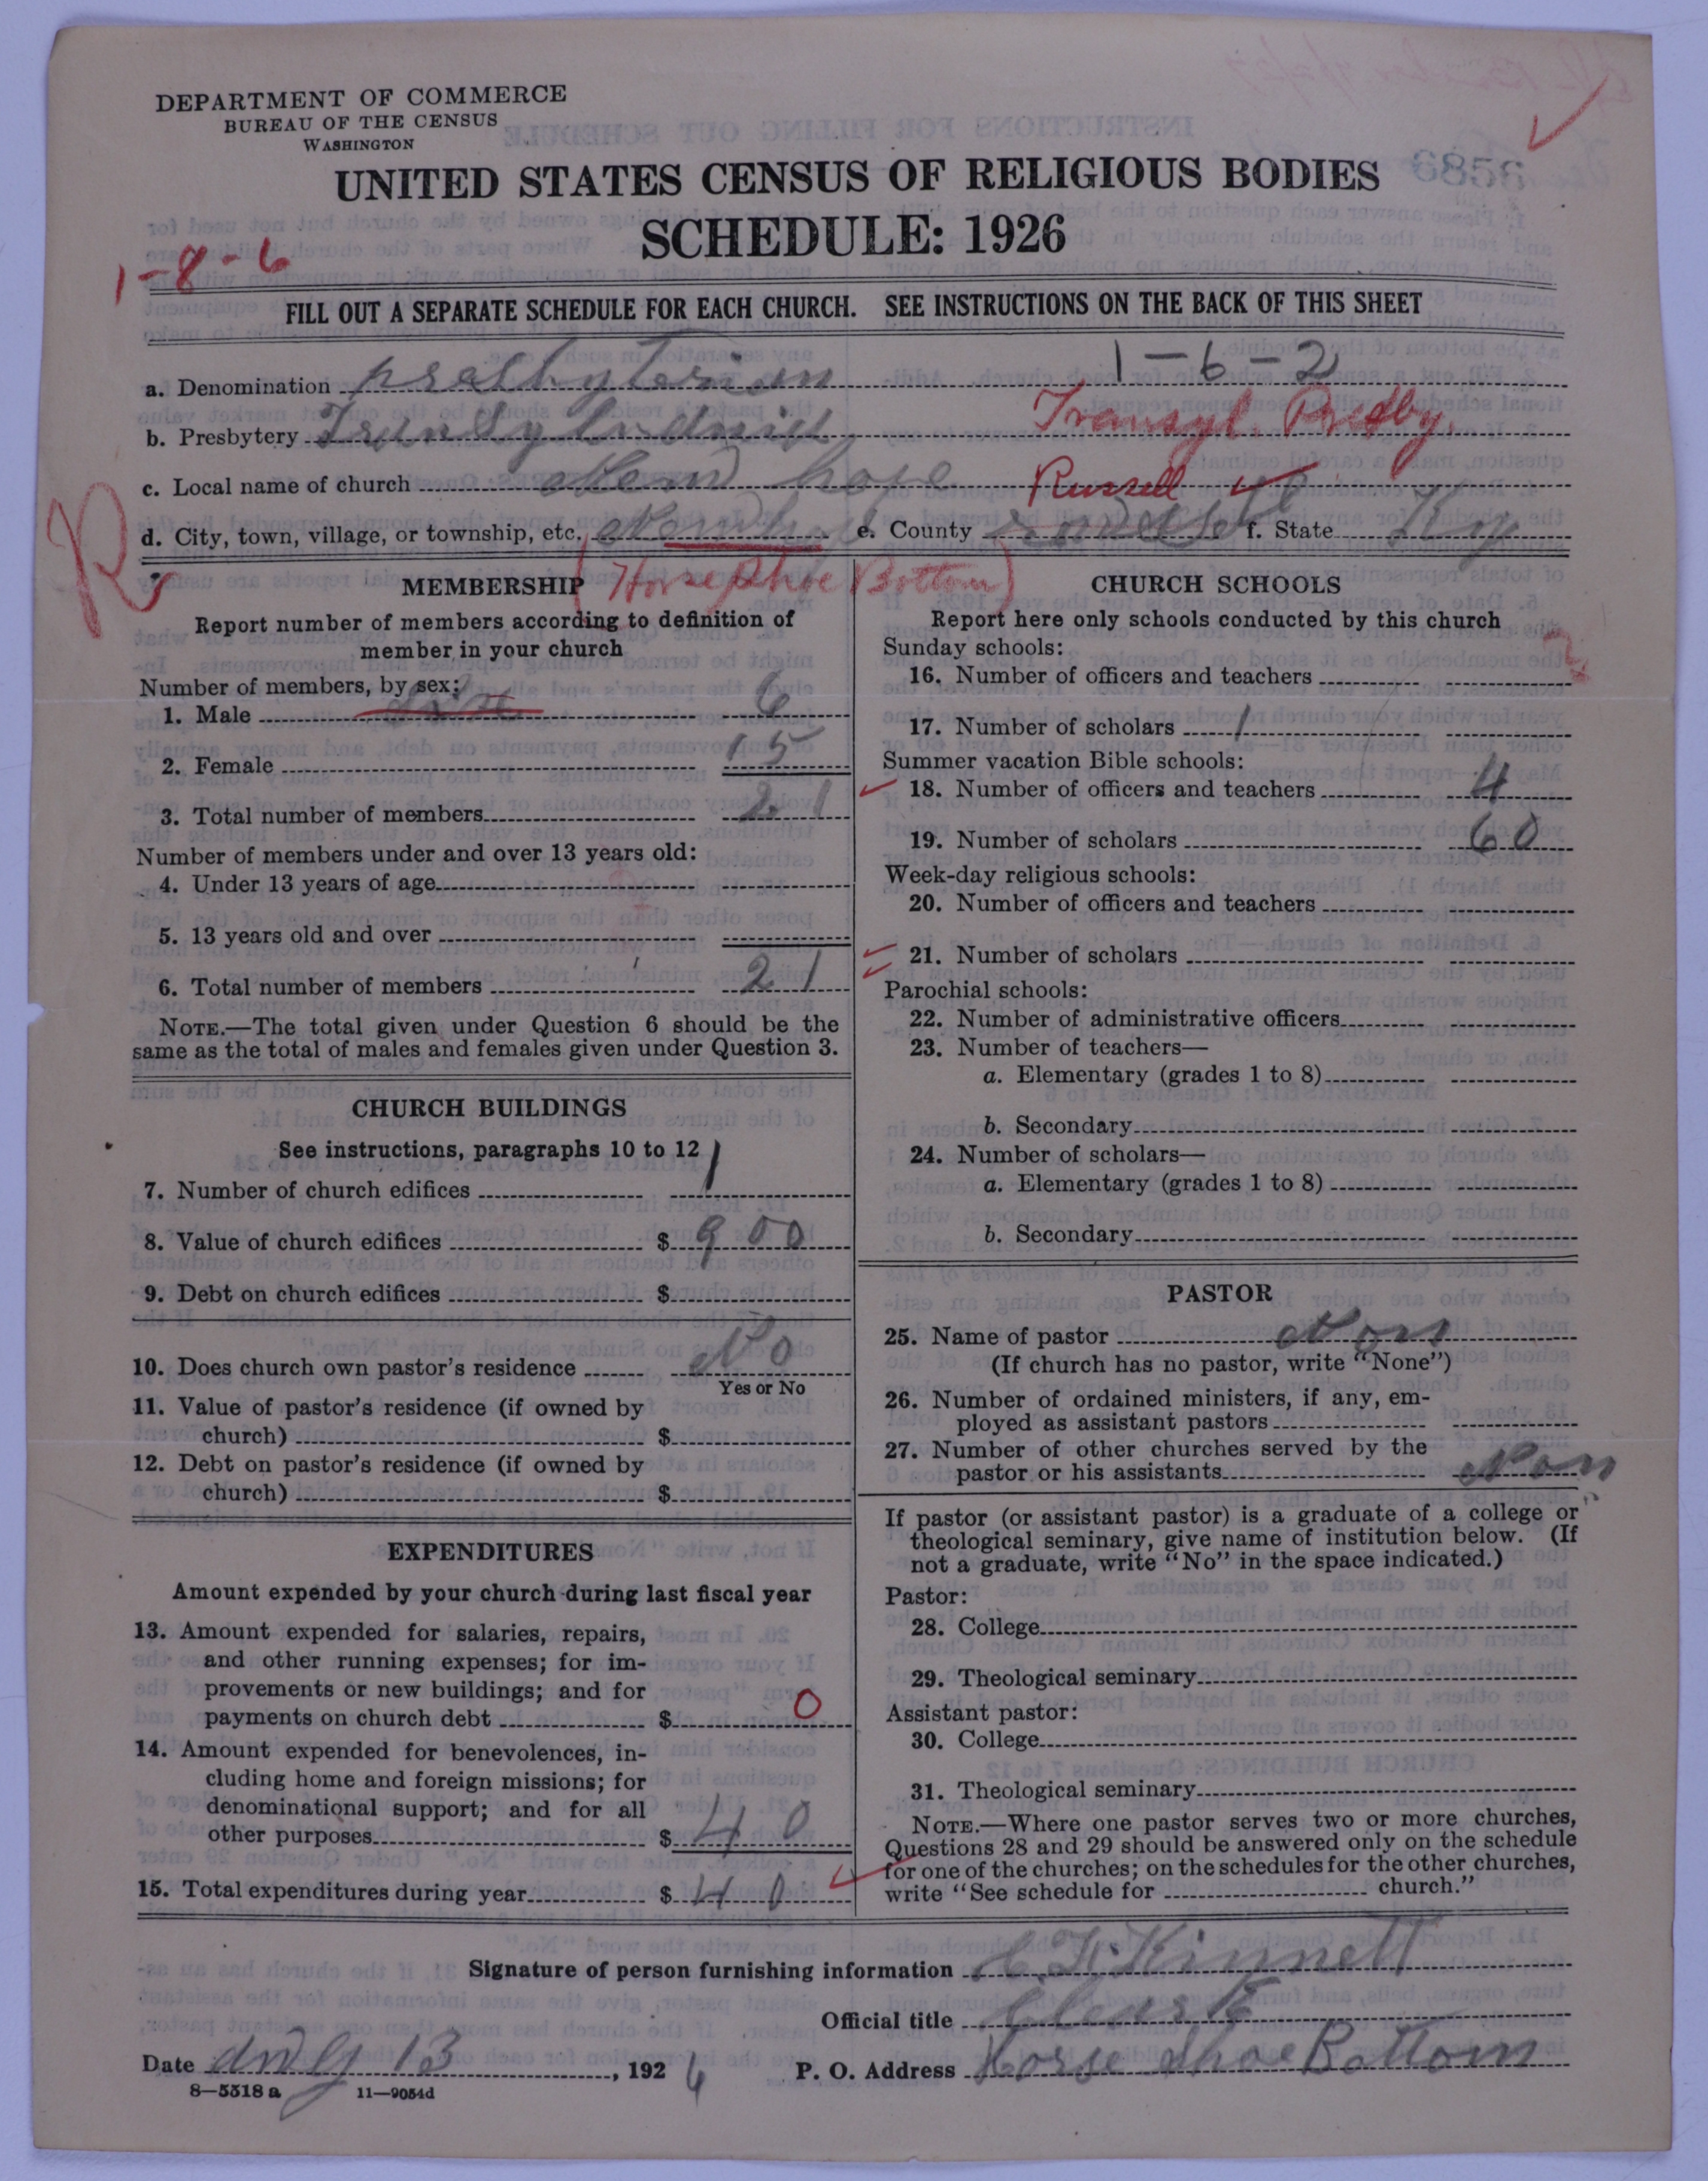 DEPARTMENT OF COMMERCE
BUREAU OF THE CENSUS
WASHINGTON
UNITED STATES CENSUS OF RELIGIOUS BODIES
SCHEDULE: 1926
6856
1-8-6
FILL OUT A SEPARATE SCHEDULE FOR EACH CHURCH. SEE INSTRUCTIONS ON THE BACK OF THIS SHEET
1-6-2
a. Denomination presbyterian
b. Presbytery Transylvania Transyl. Presby.
c. Local name of church New hope Russell
d. City, town, village, or township, etc. e. County f. State Ky
(Horse Shoe Bottom)
R
MEMBERSHIP
Report number of members according to definition of
member in your church
Number of members, by sex:
1. Male 6
2. Female 15
3. Total number of members 21
Number of members under and over 13 years old:
4. Under 13 years of age
5. 13 years old and over
6. Total number of members 21
NOTE.—The total given under Question 6 should be the
same as the total of males and females given under Question 3.
CHURCH BUILDINGS
See instructions, paragraphs 10 to 12
7. Number of church edifices 1
8. Value of church edifices $ 900
9. Debt on church edifices $
10. Does church own pastor's residence No
Yes or No
11. Value of pastor's residence (if owned by
church) $
12. Debt on pastor's residence (if owned by
church) $
EXPENDITURES
Amount expended by your church during last fiscal year
13. Amount expended for salaries, repairs,
and other running expenses; for im-
provements or new buildings; and for
payments on church debt $ 0
14. Amount expended for benevolences, in-
cluding home and foreign missions; for
denominational support; and for all
other purposes $ 40
15. Total expenditures during year $ 40
CHURCH SCHOOLS
Report here only schools conducted by this church
Sunday schools:
16. Number of officers and teachers
17. Number of scholars 1
Summer vacation Bible schools:
18. Number of officers and teachers 4
19. Number of scholars 60
Week-day religious schools:
20. Number of officers and teachers
21. Number of scholars
Parochial schools:
22. Number of administrative officers
23. Number of teachers—
a. Elementary (grades 1 to 8)
b. Secondary
24. Number of scholars—
a. Elementary (grades 1 to 8)
b. Secondary
PASTOR
25. Name of pastor Non
(If church has no pastor, write "None")
26. Number of ordained ministers, if any, em-
ployed as assistant pastors
27. Number of other churches served by the
pastor or his assistants Non
If pastor (or assistant pastor) is a graduate of a college or
theological seminary, give name of institution below. (If
not a graduate, write "No" in the space indicated.)
Pastor:
28. College
29. Theological seminary
Assistant pastor:
30. College
31. Theological seminary
NOTE.—Where one pastor serves two or more churches,
Questions 28 and 29 should be answered only on the schedule
for one of the churches; on the schedules for the other churches,
write "See schedule for church."
Signature of person furnishing information Kinnett
Official title Cleark
Date 13, 192 P. O. Address Horse Shoe Bottom
8—5518 a 11—9054d